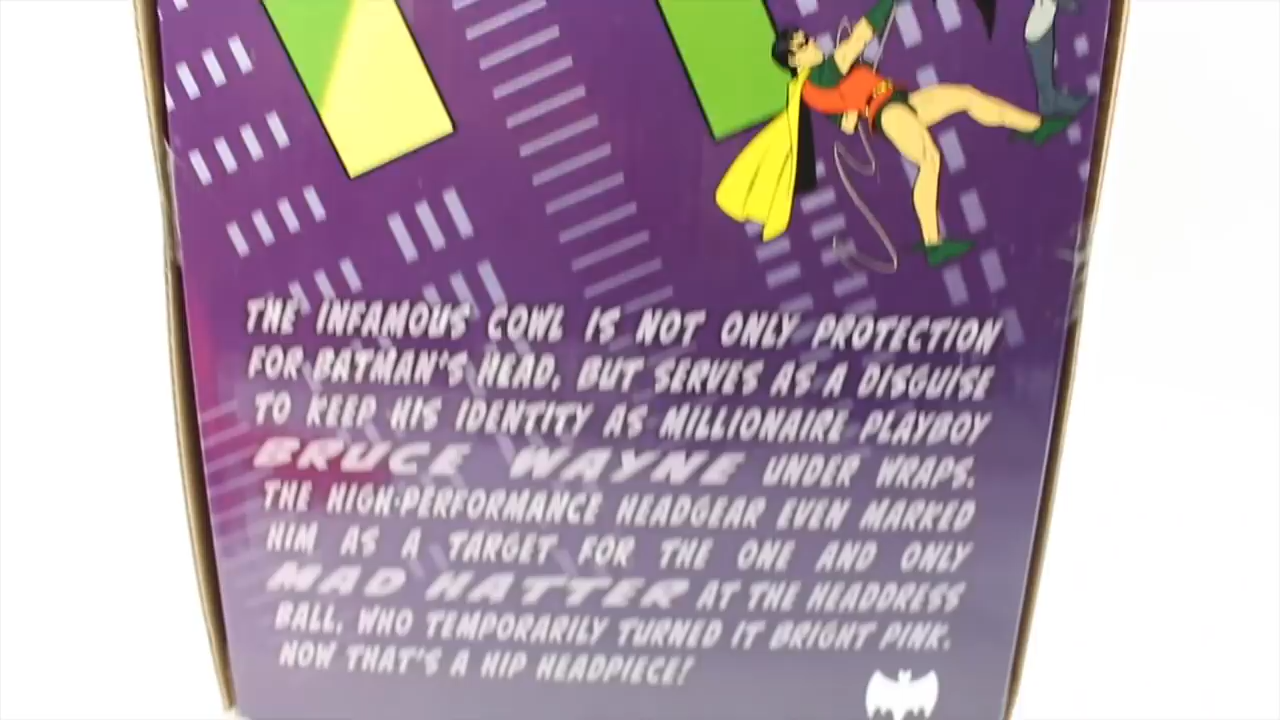 THE INFAMOUS COWL IS NOT ONLY PROTECTION
FOR BATMAN'S HEAD, BUT SERVES AS A DISGUISE
TO KEEP HIS IDENTITY AS MILLIONAIRE PLAYBOY
BRUCE WAYNE UNDER WRAPS.
THE HIGH-PERFORMANCE HEADGEAR EVEN MARKED
HIM AS A TARGET FOR THE ONE AND ONLY
MAD HATTER AT THE HEADDRESS
BALL, WHO TEMPORARILY TURNED IT BRIGHT PINK.
NOW THAT'S A HIP HEADPIECE!